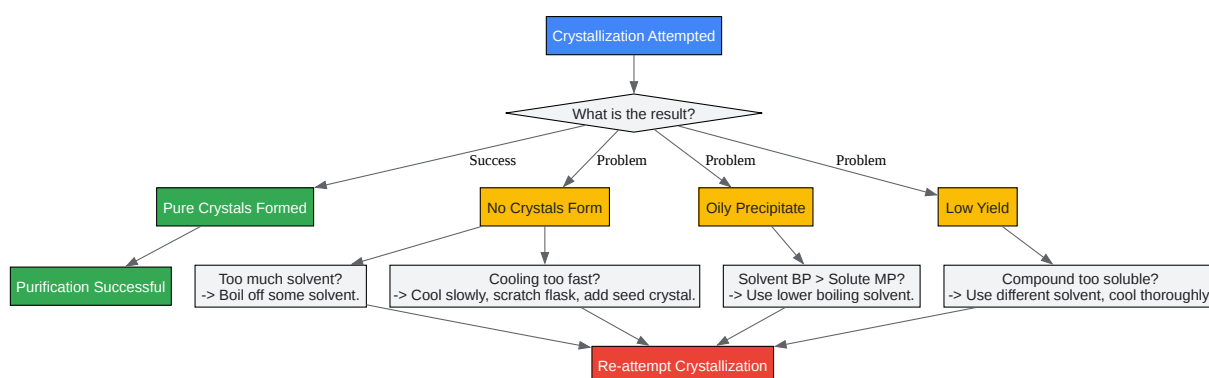 Crystallization Attempted
What is the result?
Success
Problem
Problem
Problem
Pure Crystals Formed
No Crystals Form
Oily Precipitate
Low Yield
Purification Successful
Too much solvent?
-> Boil off some solvent.
Cooling too fast?
-> Cool slowly, scratch flask, add seed crystal.
Solvent BP > Solute MP?
-> Use lower boiling solvent.
Compound too soluble?
-> Use different solvent, cool thoroughly
Re-attempt Crystallization